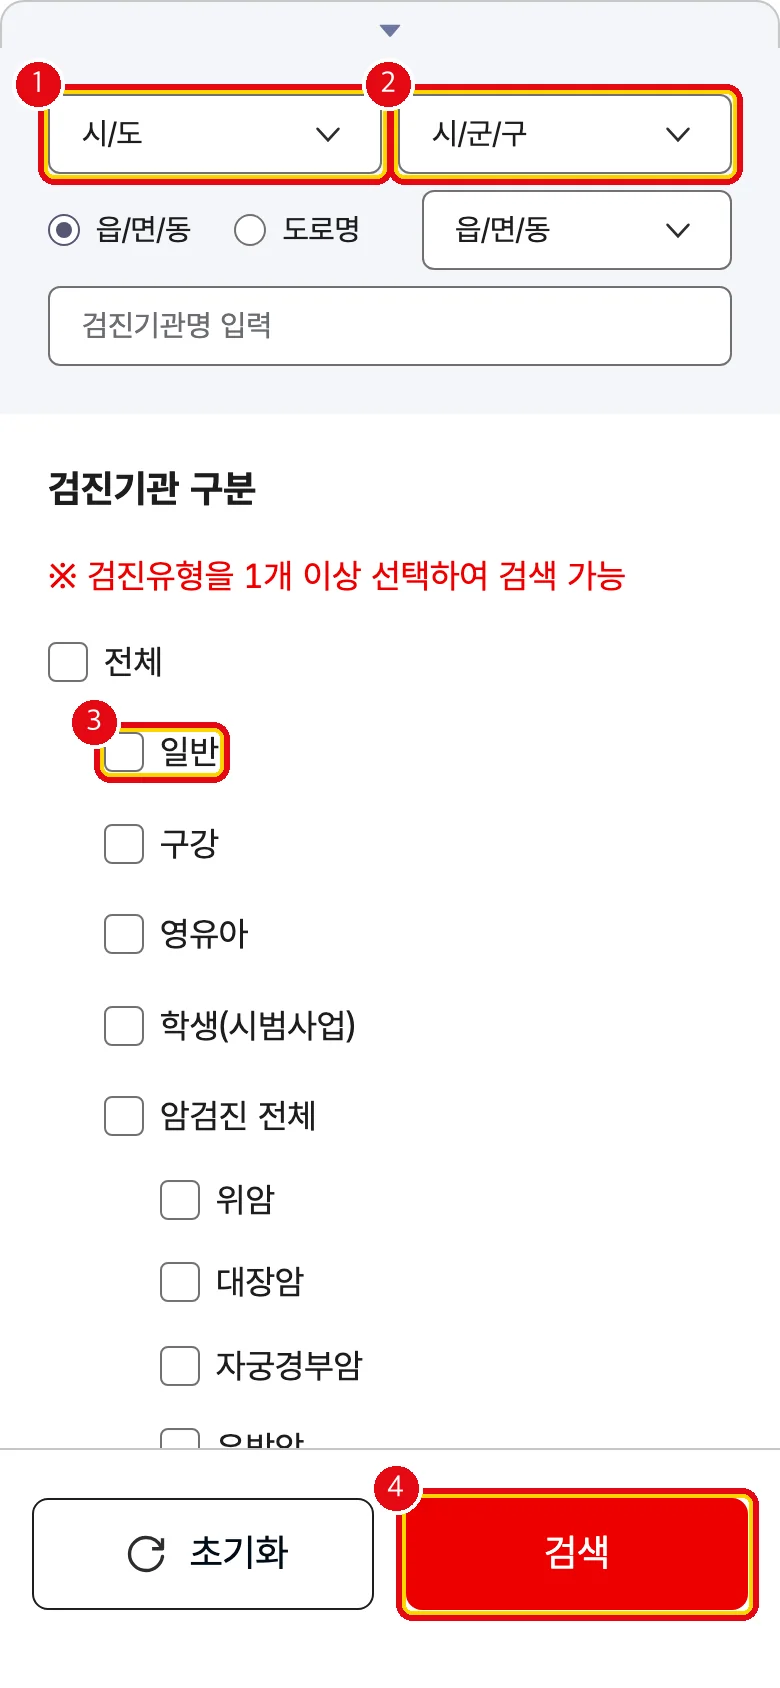 1
2
시/도
시/군/구
읍/면/동
도로명
읍/면/동
검진기관명 입력
검진기관 구분
※ 검진유형을 1개 이상 선택하여 검색 가능
전체
3
일반
구강
영유아
학생(시범사업)
암검진 전체
위암
대장암
자궁경부암
유방암
4
초기화
검색